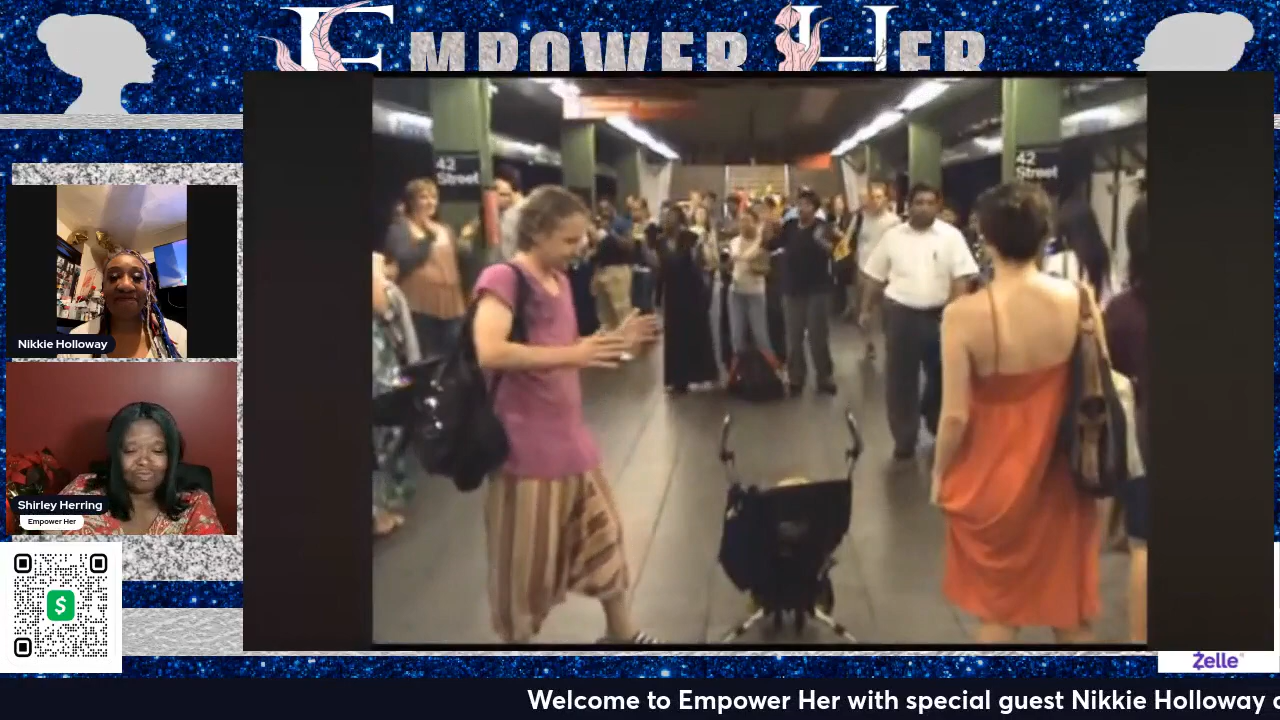 EMPOWER HER
42
Street
42
Street
Nikkie Holloway
Shirley Herring
Empower Her
$
Zelle
Welcome to Empower Her with special guest Nikkie Holloway